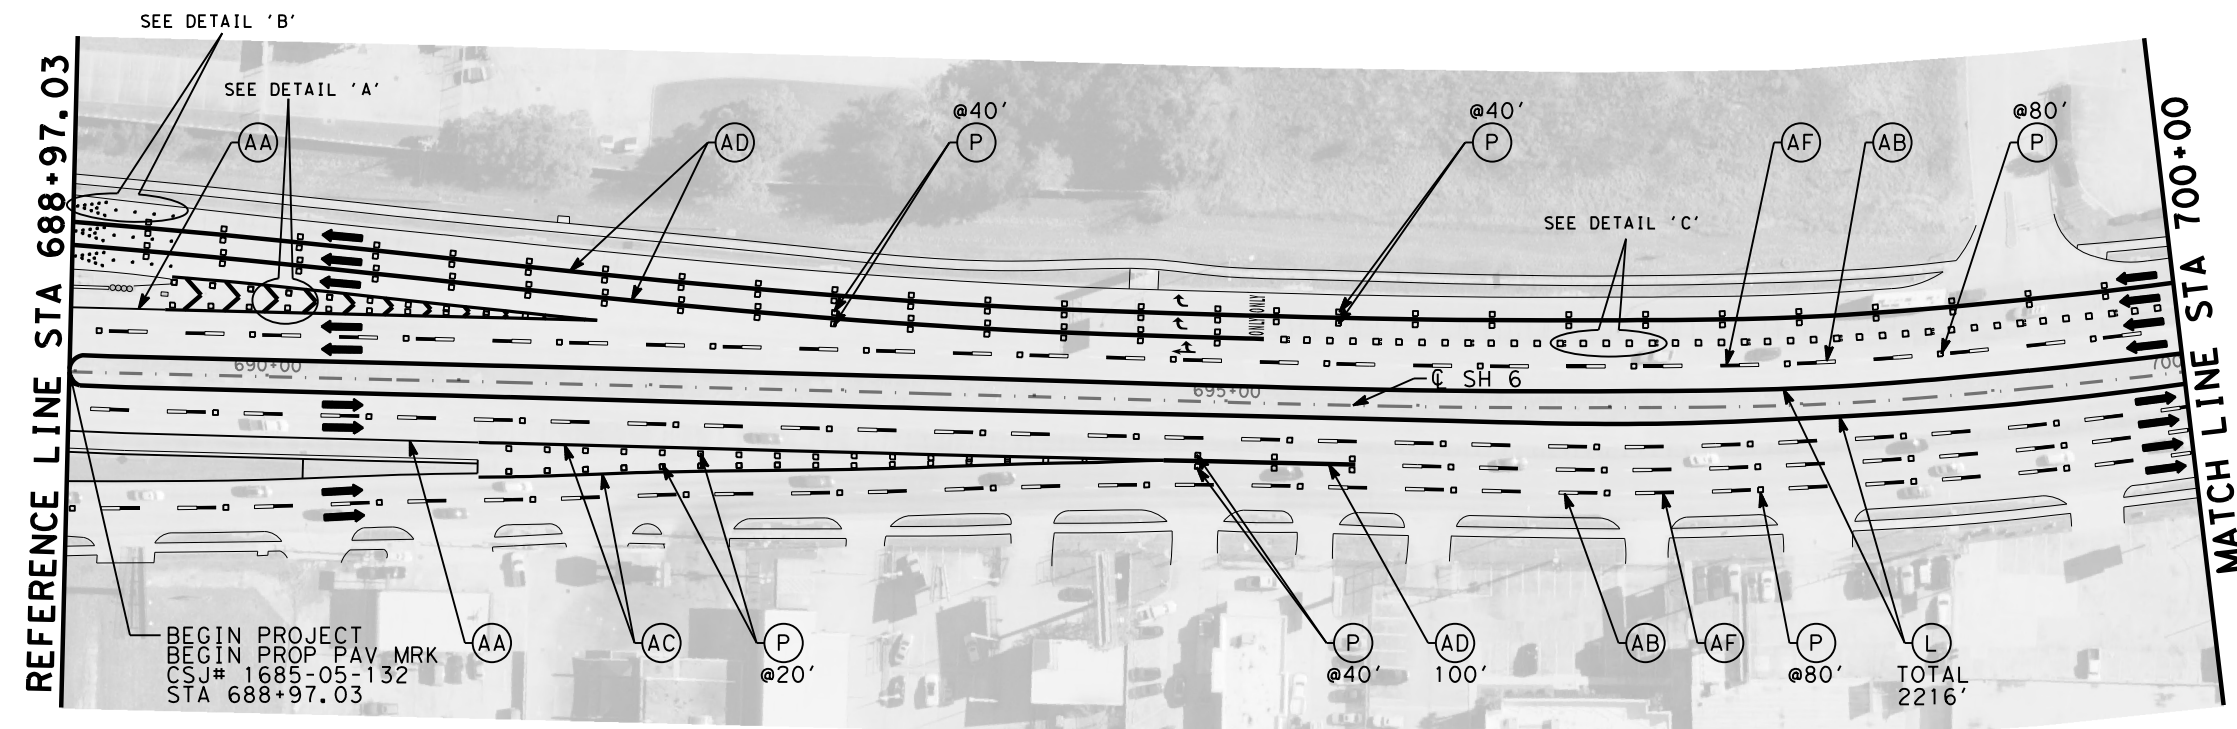 SEE DETAIL 'B'
SEE DETAIL 'A'
AA
AD
@40'
P
@40'
P
AF
AB
@80'
P
SEE DETAIL 'C'
REFERENCE LINE STA 688+97.03
MATCH LINE STA 700+00
ONLY ONLY
690+00
695+00
℄ SH 6
700
BEGIN PROJECT
BEGIN PROP PAV MRK
CSJ# 1685-05-132
STA 688+97.03
AA
AC
P
@20'
P
@40'
AD
100'
AB
AF
P
@80'
L
TOTAL
2216'